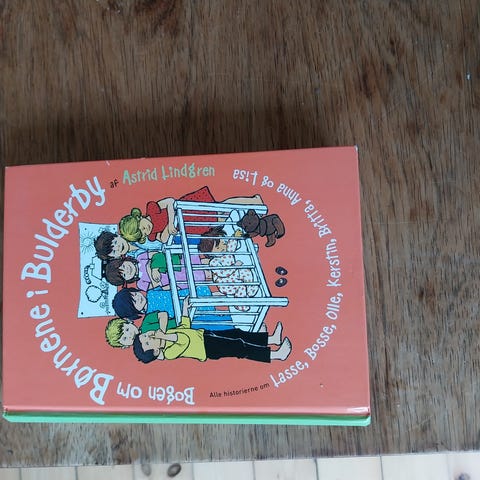 Bogen om Børnene i Bulderby
af Astrid Lindgren
Alle historierne om Lasse, Bosse, Olle, Kerstin, Britta, Anna og Lisa